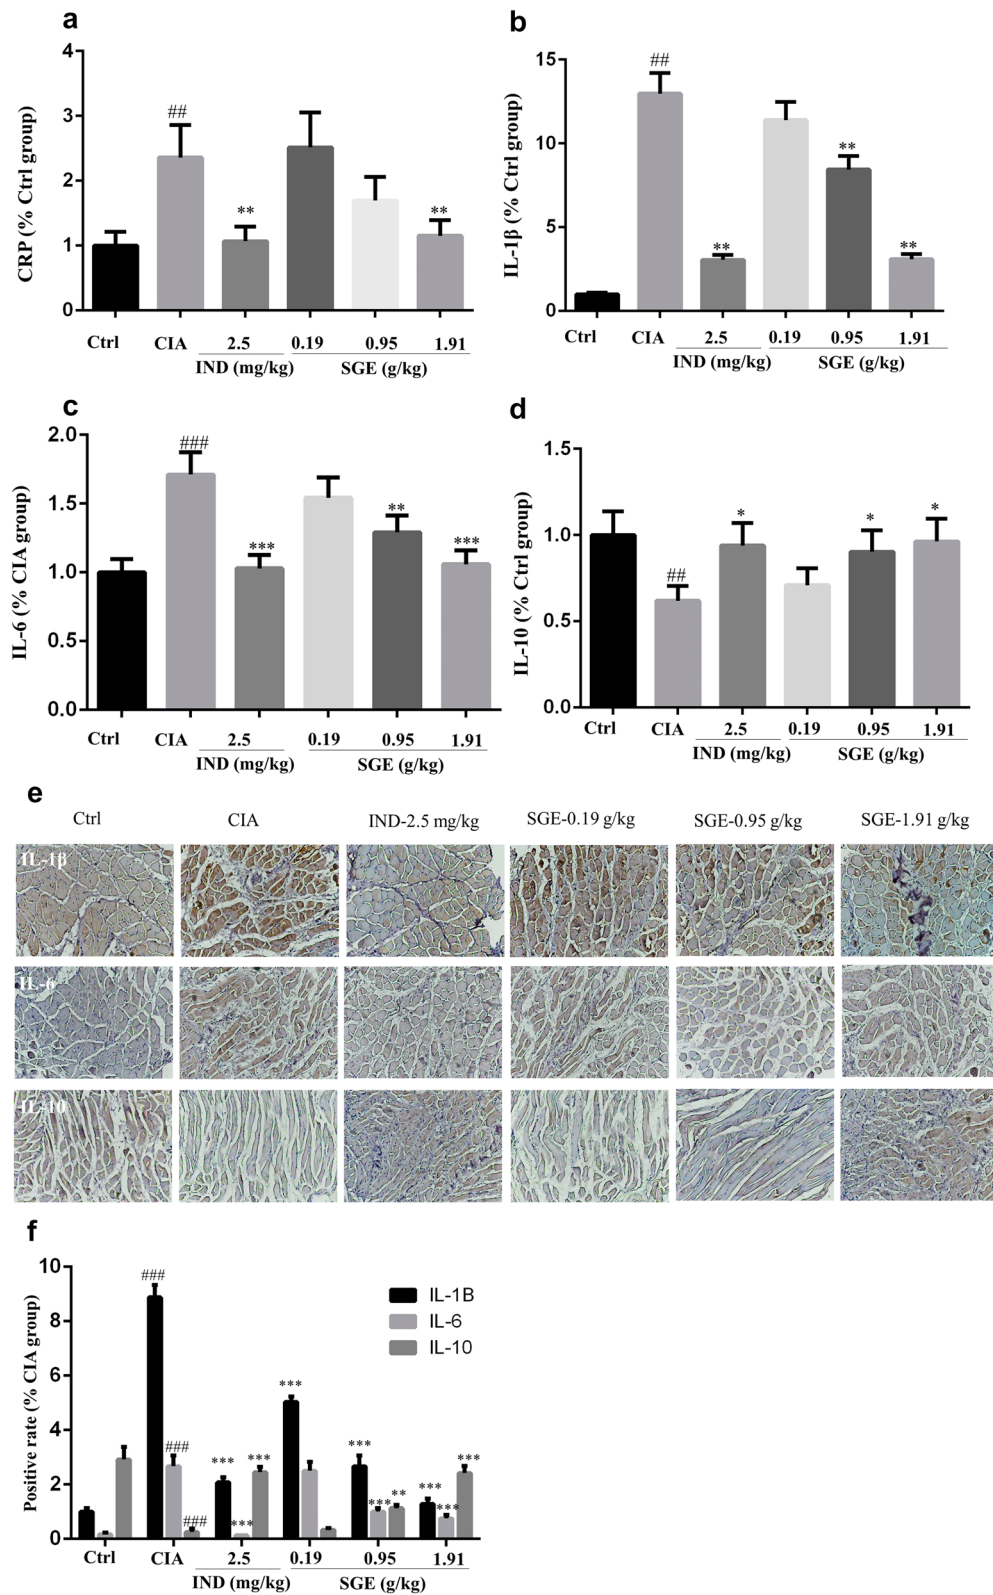 a
CRP (% Ctrl group)
4
3
2
1
0
##
**
**
Ctrl CIA 2.5 0.19 0.95 1.91
IND (mg/kg) SGE (g/kg)
b
IL-1β (% Ctrl group)
15
10
5
0
##
**
**
**
Ctrl CIA 2.5 0.19 0.95 1.91
IND (mg/kg) SGE (g/kg)
c
IL-6 (% CIA group)
2.0
1.5
1.0
0.5
0.0
###
***
**
***
Ctrl CIA 2.5 0.19 0.95 1.91
IND (mg/kg) SGE (g/kg)
d
IL-10 (% Ctrl group)
1.5
1.0
0.5
0.0
##
*
*
*
Ctrl CIA 2.5 0.19 0.95 1.91
IND (mg/kg) SGE (g/kg)
e
Ctrl CIA IND-2.5 mg/kg SGE-0.19 g/kg SGE-0.95 g/kg SGE-1.91 g/kg
IL-1β
IL-6
IL-10
f
Positive rate (% CIA group)
10
8
6
4
2
0
###
###
###
***
***
***
***
***
***
**
***
***
***
IL-1B
IL-6
IL-10
Ctrl CIA 2.5 0.19 0.95 1.91
IND (mg/kg) SGE (g/kg)